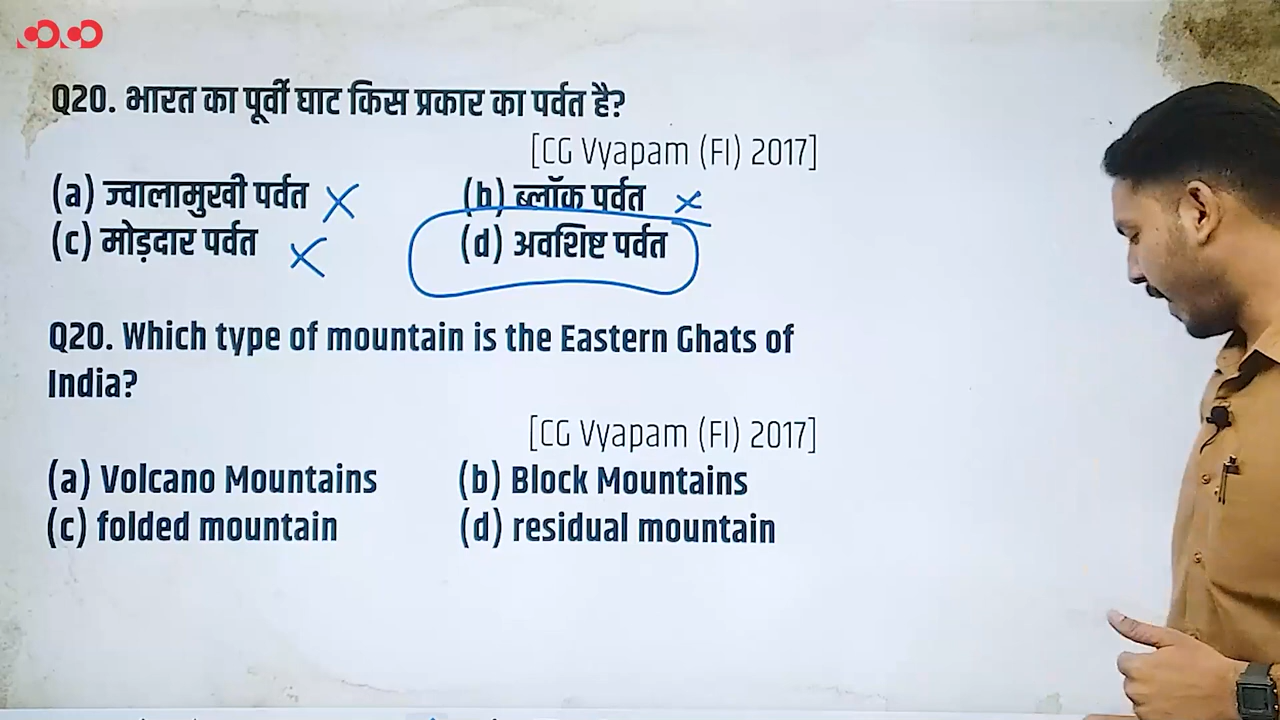 Q20. भारत का पूर्वी घाट किस प्रकार का पर्वत है?
[CG Vyapam (FI) 2017]
(a) ज्वालामुखी पर्वत (b) ब्लॉक पर्वत
(c) मोड़दार पर्वत (d) अवशिष्ट पर्वत
Q20. Which type of mountain is the Eastern Ghats of
India?
[CG Vyapam (FI) 2017]
(a) Volcano Mountains (b) Block Mountains
(c) folded mountain (d) residual mountain